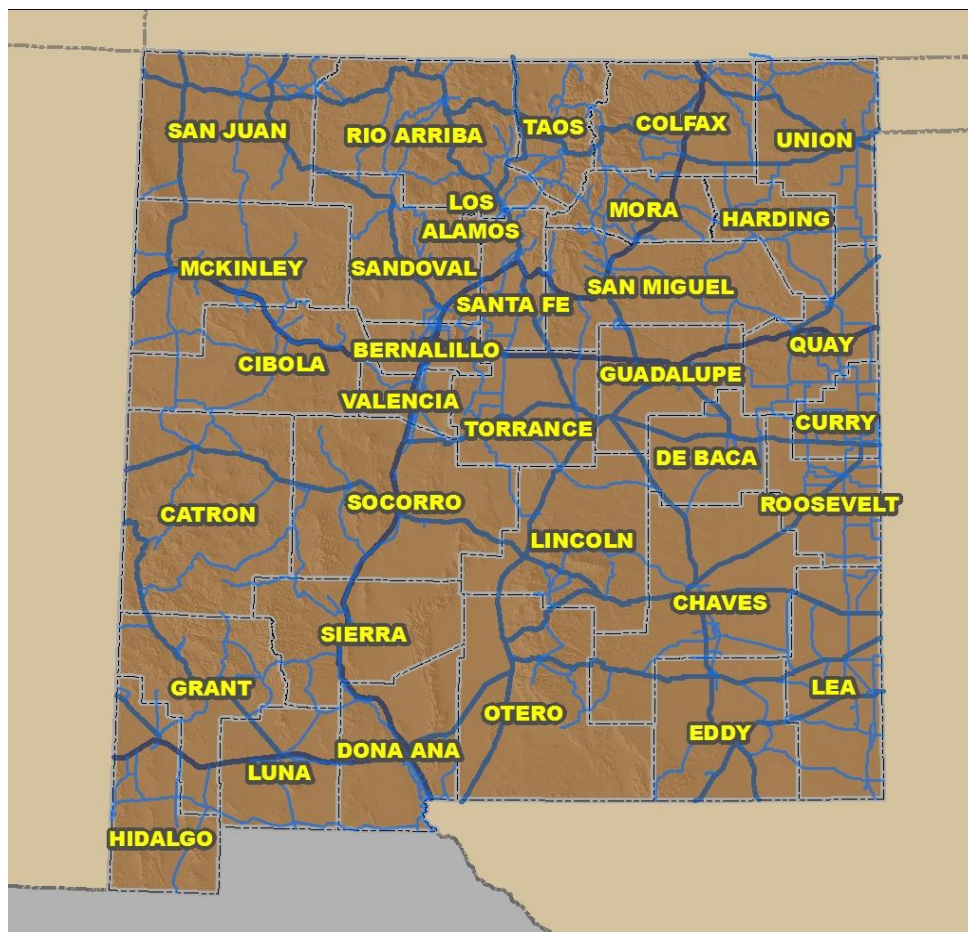 SAN JUAN
RIO ARRIBA
TAOS
COLFAX
UNION
LOS
ALAMOS
MORA
HARDING
MCKINLEY
SANDOVAL
SANTA FE
SAN MIGUEL
CIBOLA
BERNALILLO
QUAY
GUADALUPE
VALENCIA
TORRANCE
CURRY
DE BACA
CATRON
SOCORRO
LINCOLN
ROOSEVELT
SIERRA
CHAVES
GRANT
OTERO
LEA
EDDY
DONA ANA
LUNA
HIDALGO